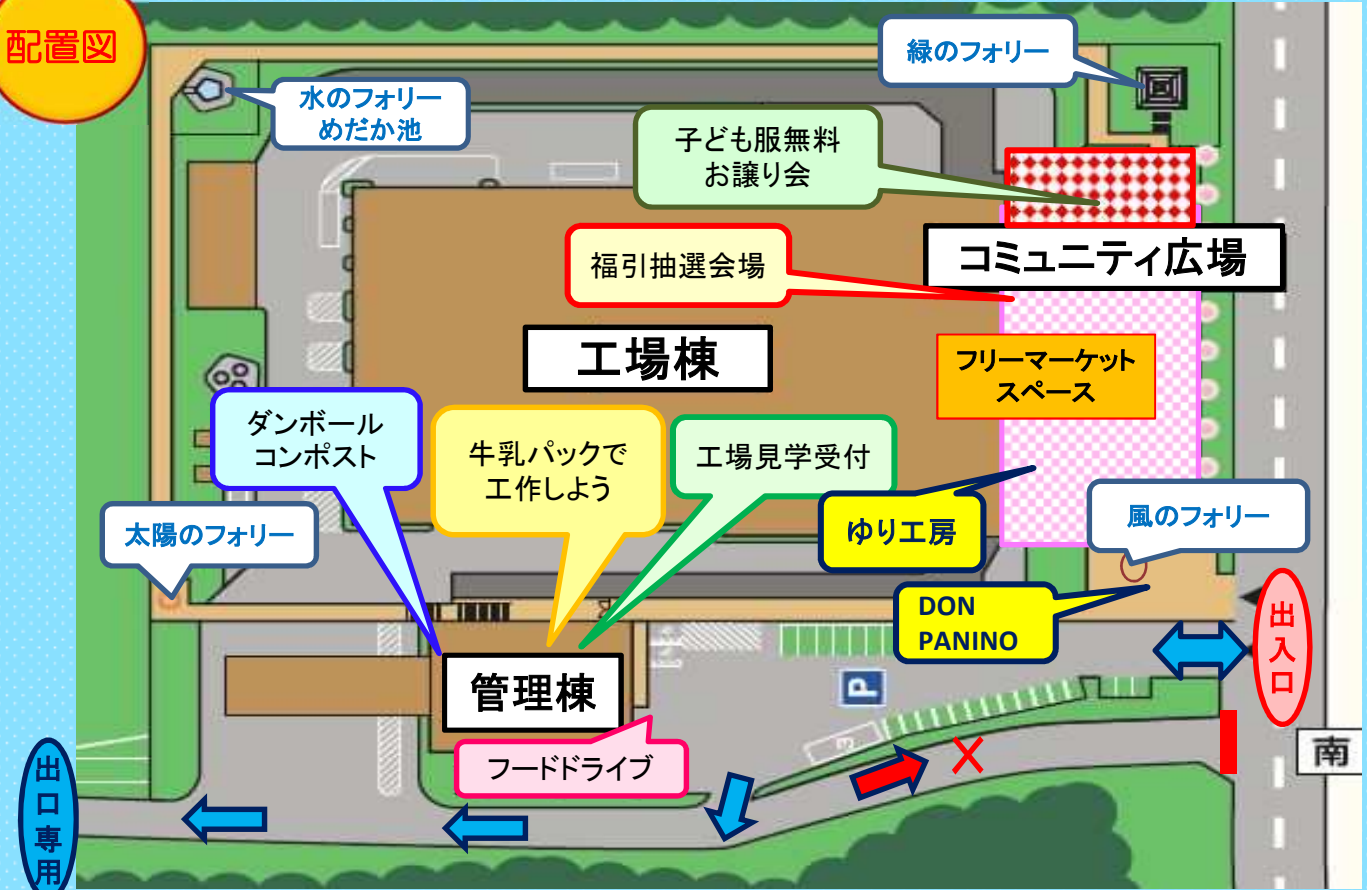 配置図
緑のフォリー
水のフォリー
めだか池
子ども服無料
お譲り会
コミュニティ広場
福引抽選会場
工場棟
フリーマーケット
スペース
ダンボール
コンポスト
牛乳パックで
工作しよう
工場見学受付
ゆり工房
風のフォリー
太陽のフォリー
DON
PANINO
出入口
管理棟
P
フードドライブ
南
出口専用